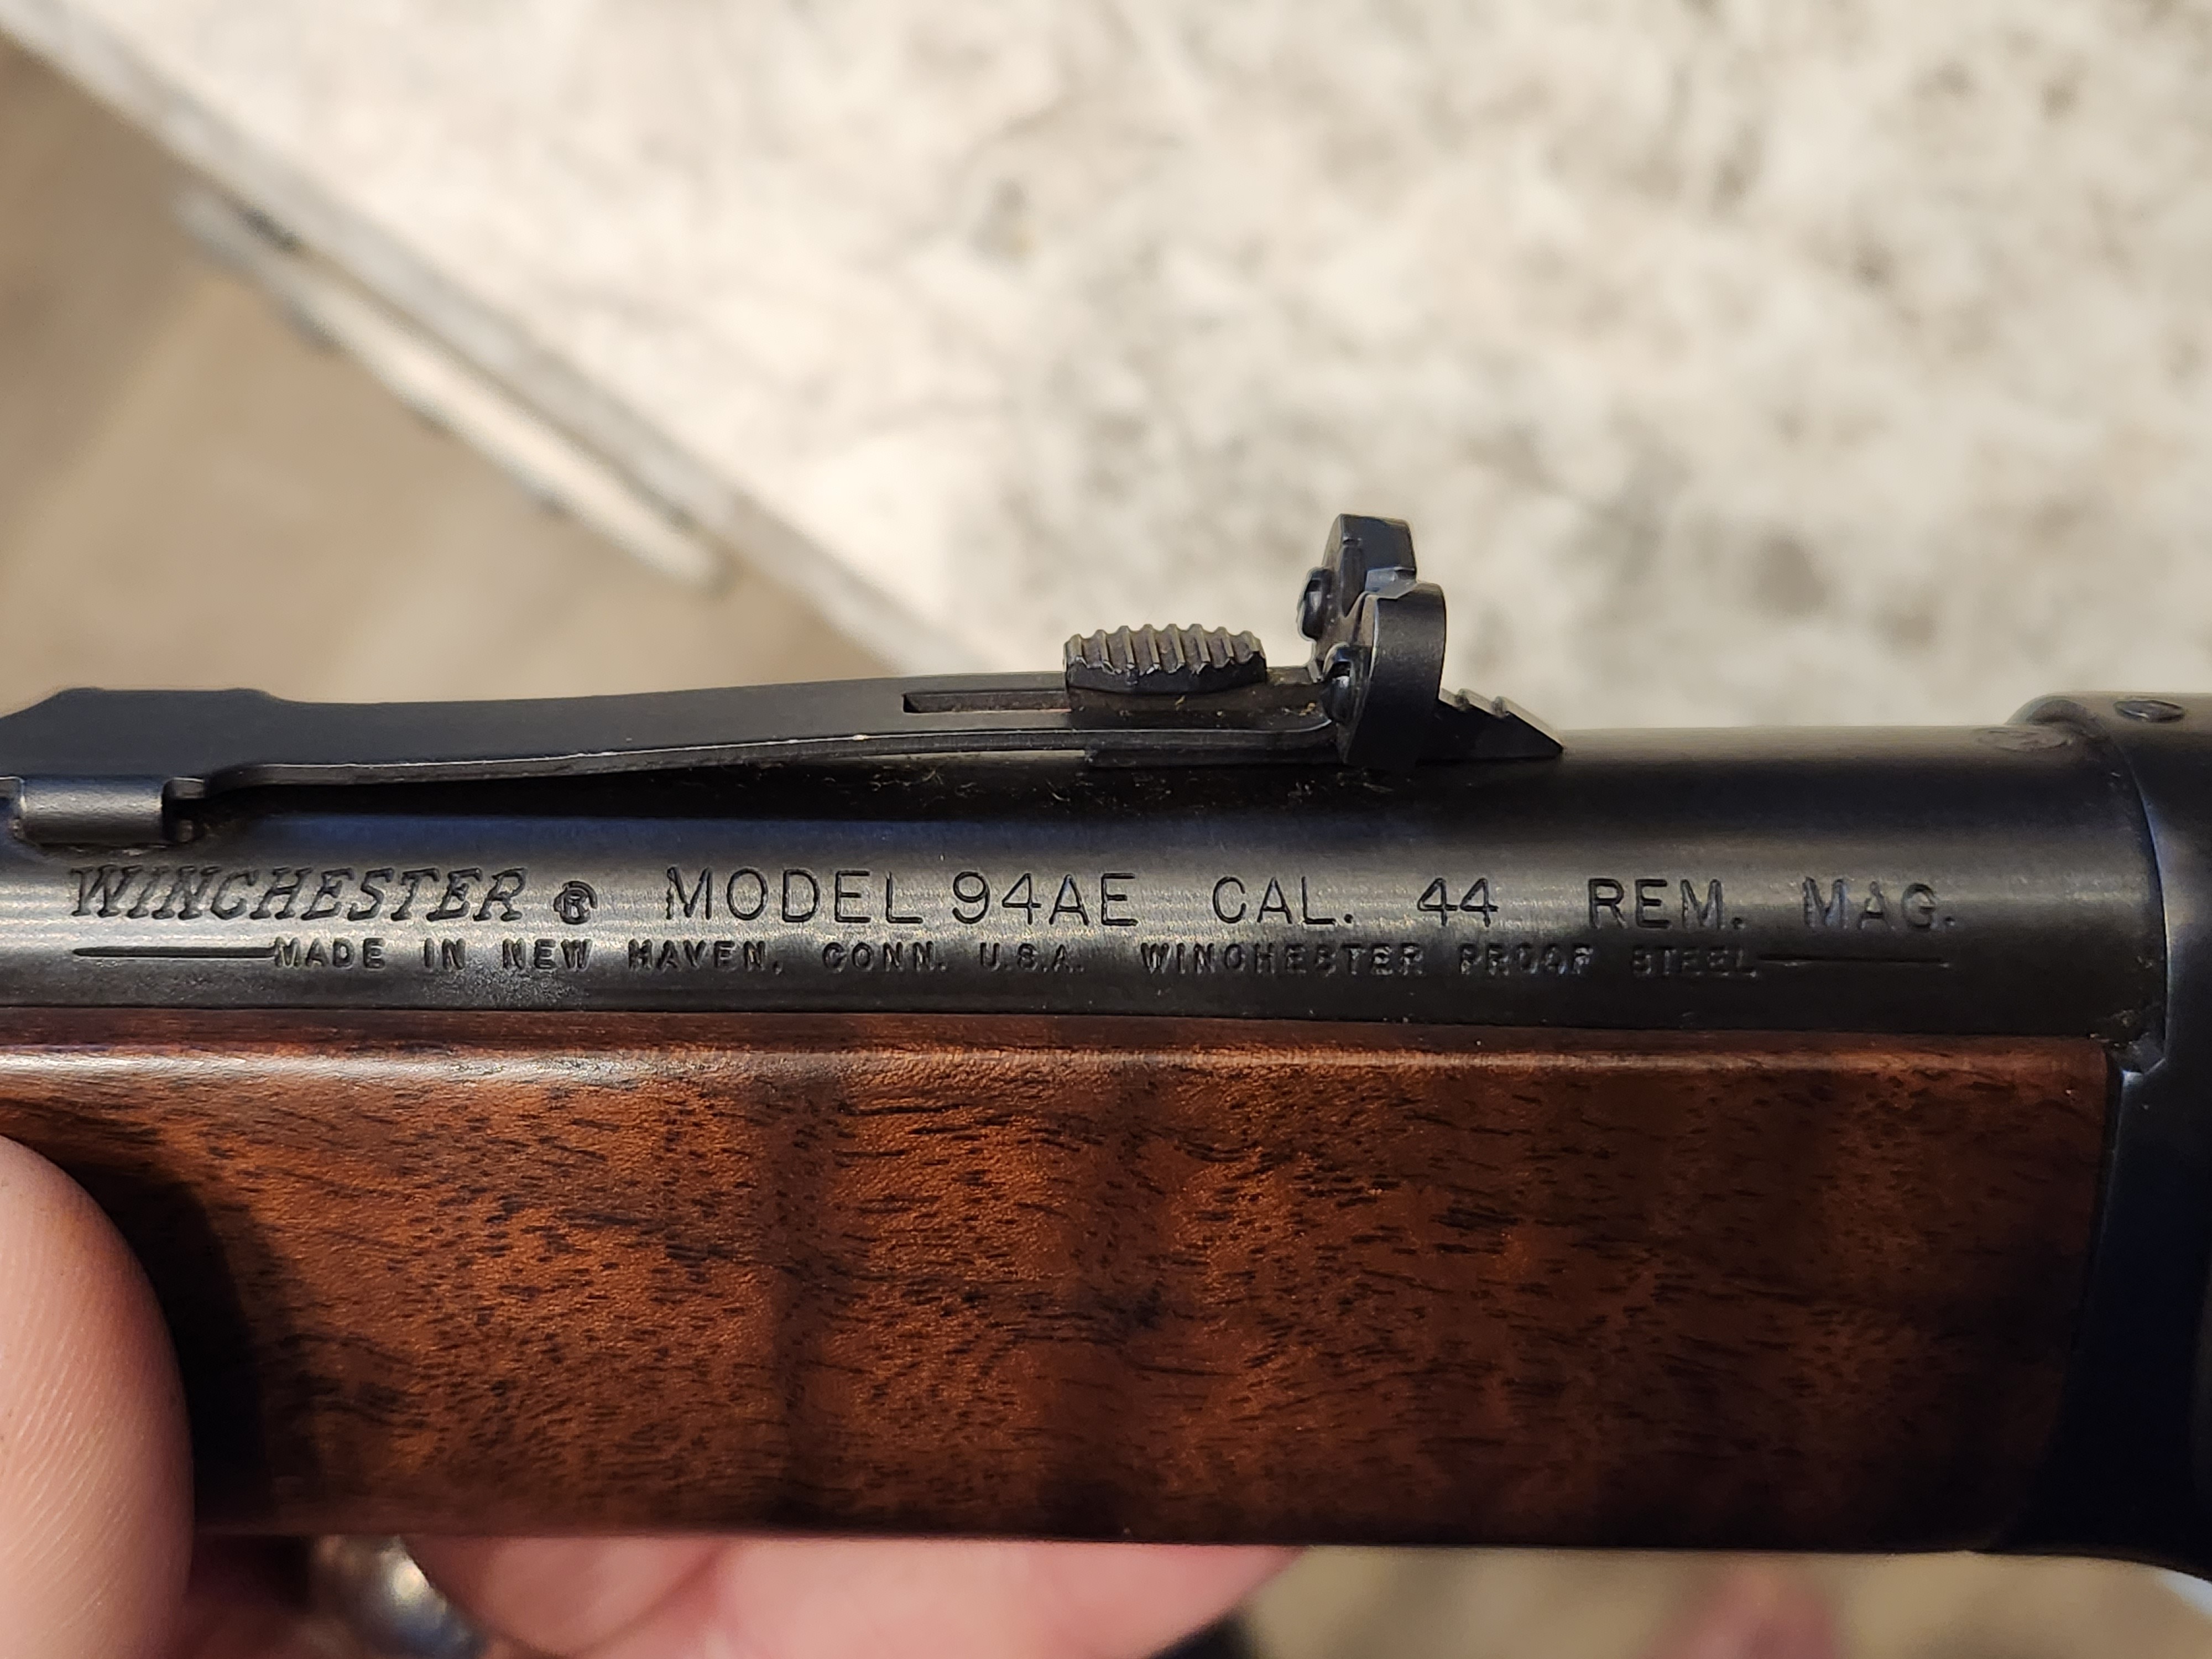 WINCHESTER ® MODEL 94AE CAL. 44 REM. MAG.
MADE IN NEW HAVEN, CONN. U.S.A. WINCHESTER PROOF STEEL